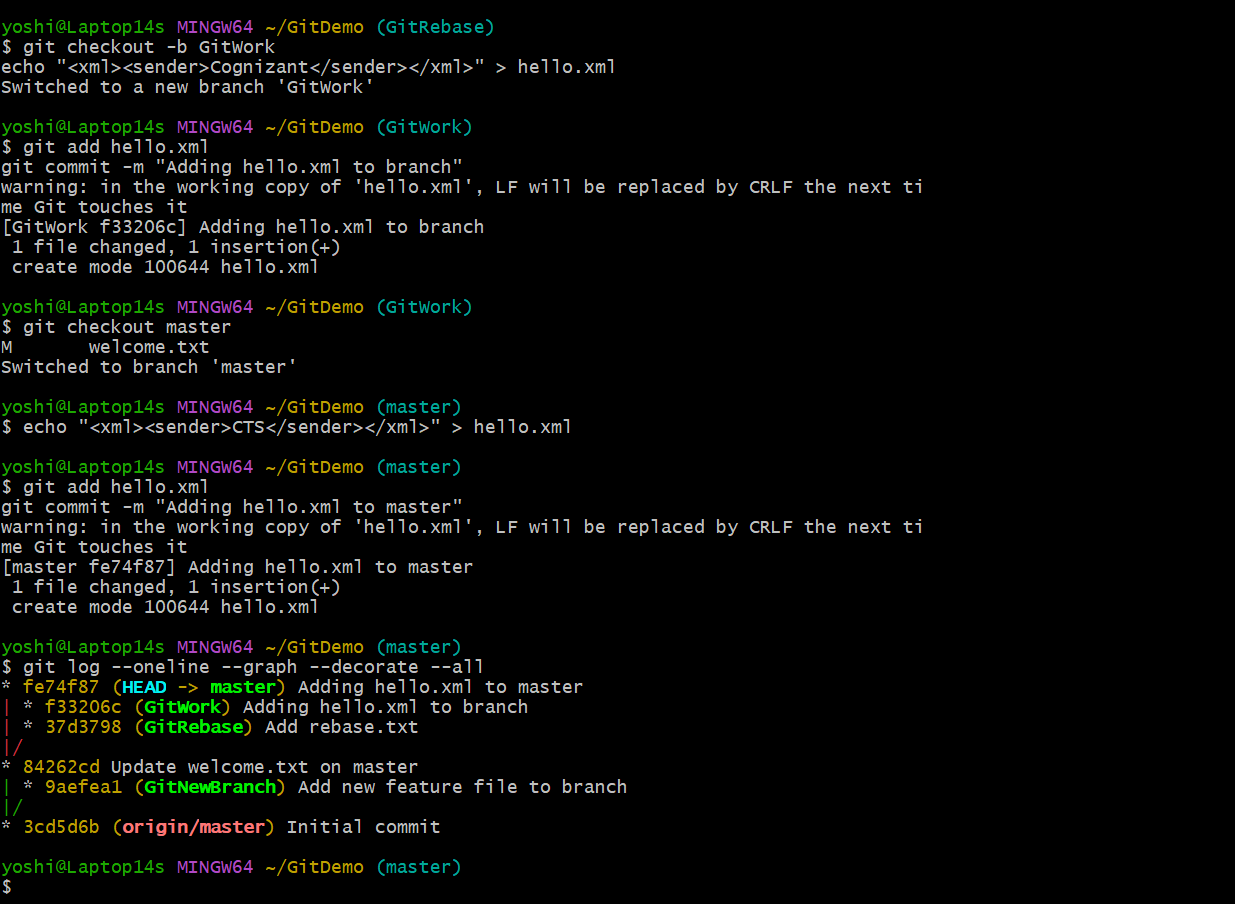 yoshi@Laptop14s MINGW64 ~/GitDemo (GitRebase)
$ git checkout -b GitWork
echo "<xml><sender>Cognizant</sender></xml>" > hello.xml
Switched to a new branch 'GitWork'

yoshi@Laptop14s MINGW64 ~/GitDemo (GitWork)
$ git add hello.xml
git commit -m "Adding hello.xml to branch"
warning: in the working copy of 'hello.xml', LF will be replaced by CRLF the next ti
me Git touches it
[GitWork f33206c] Adding hello.xml to branch
 1 file changed, 1 insertion(+)
 create mode 100644 hello.xml

yoshi@Laptop14s MINGW64 ~/GitDemo (GitWork)
$ git checkout master
M       welcome.txt
Switched to branch 'master'

yoshi@Laptop14s MINGW64 ~/GitDemo (master)
$ echo "<xml><sender>CTS</sender></xml>" > hello.xml

yoshi@Laptop14s MINGW64 ~/GitDemo (master)
$ git add hello.xml
git commit -m "Adding hello.xml to master"
warning: in the working copy of 'hello.xml', LF will be replaced by CRLF the next ti
me Git touches it
[master fe74f87] Adding hello.xml to master
 1 file changed, 1 insertion(+)
 create mode 100644 hello.xml

yoshi@Laptop14s MINGW64 ~/GitDemo (master)
$ git log --oneline --graph --decorate --all
* fe74f87 (HEAD -> master) Adding hello.xml to master
| * f33206c (GitWork) Adding hello.xml to branch
| * 37d3798 (GitRebase) Add rebase.txt
|/
* 84262cd Update welcome.txt on master
| * 9aefea1 (GitNewBranch) Add new feature file to branch
|/
* 3cd5d6b (origin/master) Initial commit

yoshi@Laptop14s MINGW64 ~/GitDemo (master)
$